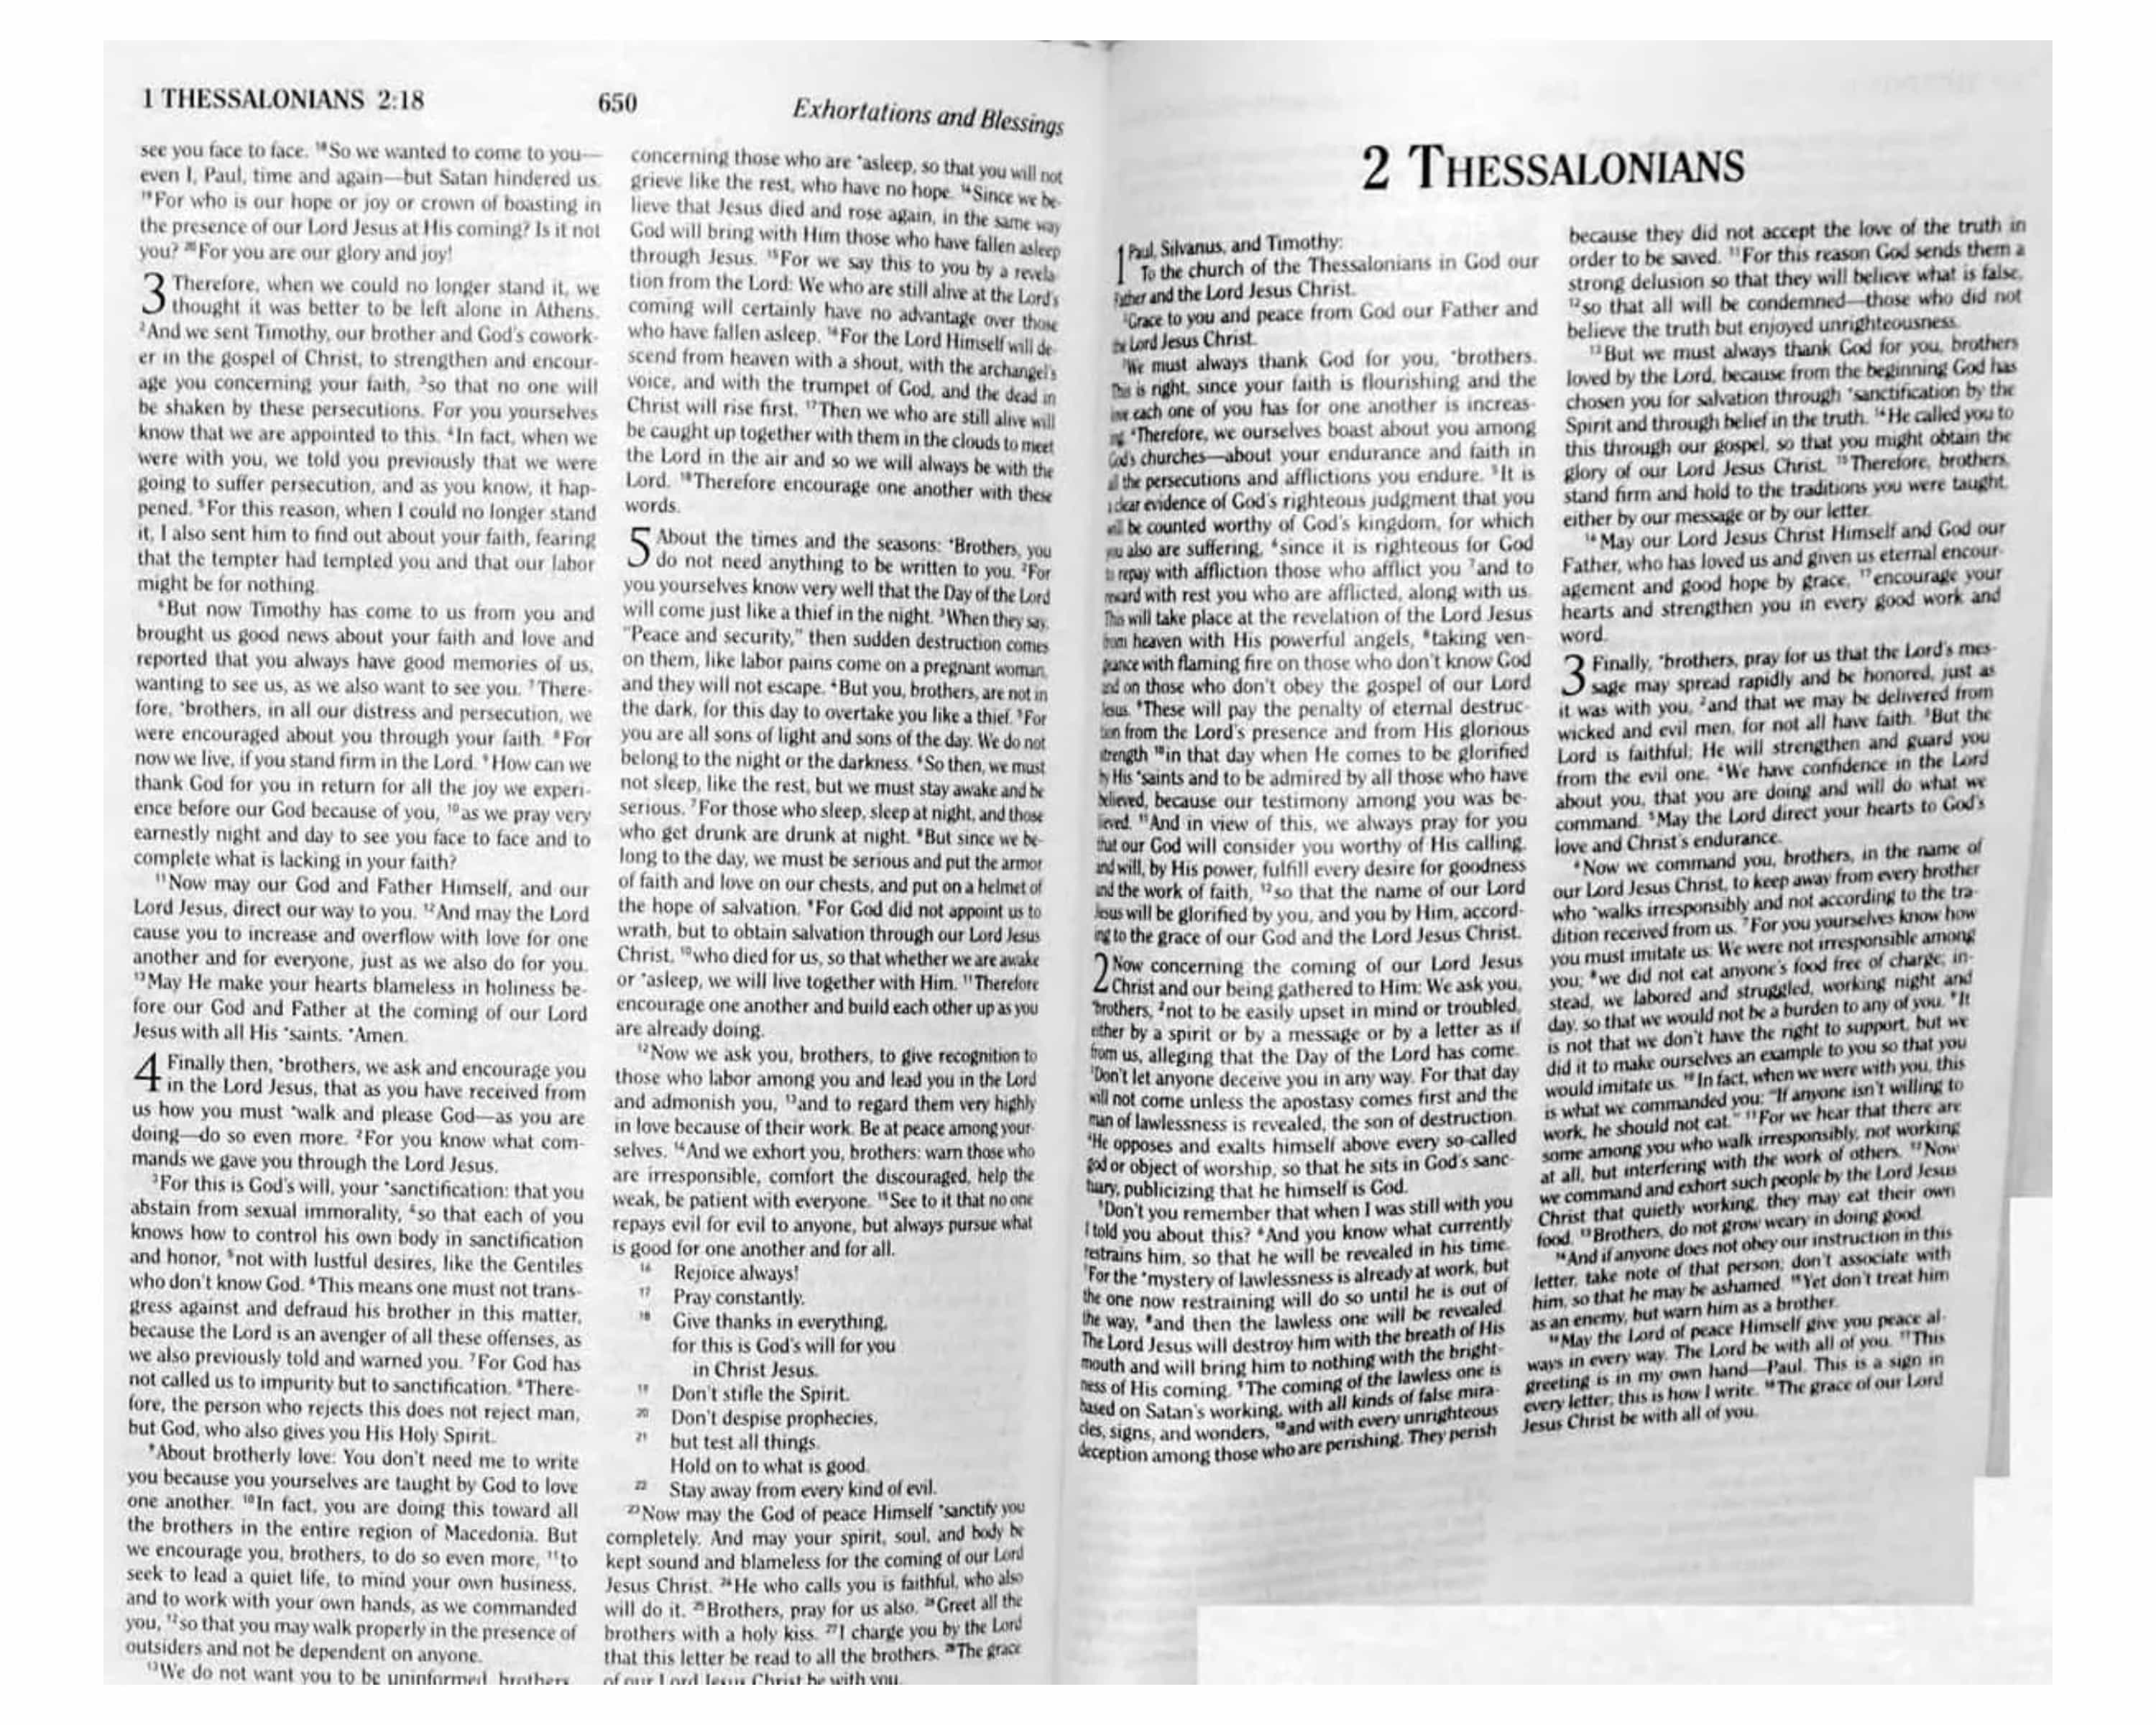 1 THESSALONIANS 2:18
650
Exhortations and Blessings
see you face to face. 18So we wanted to come to you—
even I, Paul, time and again—but Satan hindered us.
19For who is our hope or joy or crown of boasting in
the presence of our Lord Jesus at His coming? Is it not
you? 20For you are our glory and joy!
3 Therefore, when we could no longer stand it, we
thought it was better to be left alone in Athens.
2And we sent Timothy, our brother and God's cowork-
er in the gospel of Christ, to strengthen and encour-
age you concerning your faith, 3so that no one will
be shaken by these persecutions. For you yourselves
know that we are appointed to this. 4In fact, when we
were with you, we told you previously that we were
going to suffer persecution, and as you know, it hap-
pened. 5For this reason, when I could no longer stand
it, I also sent him to find out about your faith, fearing
that the tempter had tempted you and that our labor
might be for nothing.
6But now Timothy has come to us from you and
brought us good news about your faith and love and
reported that you always have good memories of us,
wanting to see us, as we also want to see you. 7There-
fore, *brothers, in all our distress and persecution, we
were encouraged about you through your faith. 8For
now we live, if you stand firm in the Lord. 9How can we
thank God for you in return for all the joy we experi-
ence before our God because of you, 10as we pray very
earnestly night and day to see you face to face and to
complete what is lacking in your faith?
11Now may our God and Father Himself, and our
Lord Jesus, direct our way to you. 12And may the Lord
cause you to increase and overflow with love for one
another and for everyone, just as we also do for you.
13May He make your hearts blameless in holiness be-
fore our God and Father at the coming of our Lord
Jesus with all His *saints. *Amen.
4 Finally then, *brothers, we ask and encourage you
in the Lord Jesus, that as you have received from
us how you must *walk and please God—as you are
doing—do so even more. 2For you know what com-
mands we gave you through the Lord Jesus.
3For this is God's will, your *sanctification: that you
abstain from sexual immorality, 4so that each of you
knows how to control his own body in sanctification
and honor, 5not with lustful desires, like the Gentiles
who don't know God. 6This means one must not trans-
gress against and defraud his brother in this matter,
because the Lord is an avenger of all these offenses, as
we also previously told and warned you. 7For God has
not called us to impurity but to sanctification. 8There-
fore, the person who rejects this does not reject man,
but God, who also gives you His Holy Spirit.
9About brotherly love: You don't need me to write
you because you yourselves are taught by God to love
one another. 10In fact, you are doing this toward all
the brothers in the entire region of Macedonia. But
we encourage you, brothers, to do so even more, 11to
seek to lead a quiet life, to mind your own business,
and to work with your own hands, as we commanded
you, 12so that you may walk properly in the presence of
outsiders and not be dependent on anyone.
13We do not want you to be uninformed, brothers,
concerning those who are *asleep, so that you will not
grieve like the rest, who have no hope. 14Since we be-
lieve that Jesus died and rose again, in the same way
God will bring with Him those who have fallen asleep
through Jesus. 15For we say this to you by a revela-
tion from the Lord: We who are still alive at the Lord's
coming will certainly have no advantage over those
who have fallen asleep. 16For the Lord Himself will de-
scend from heaven with a shout, with the archangel's
voice, and with the trumpet of God, and the dead in
Christ will rise first. 17Then we who are still alive will
be caught up together with them in the clouds to meet
the Lord in the air and so we will always be with the
Lord. 18Therefore encourage one another with these
words.
5 About the times and the seasons: *Brothers, you
do not need anything to be written to you. 2For
you yourselves know very well that the Day of the Lord
will come just like a thief in the night. 3When they say,
"Peace and security," then sudden destruction comes
on them, like labor pains come on a pregnant woman,
and they will not escape. 4But you, brothers, are not in
the dark, for this day to overtake you like a thief. 5For
you are all sons of light and sons of the day. We do not
belong to the night or the darkness. 6So then, we must
not sleep, like the rest, but we must stay awake and be
serious. 7For those who sleep, sleep at night, and those
who get drunk are drunk at night. 8But since we be-
long to the day, we must be serious and put the armor
of faith and love on our chests, and put on a helmet of
the hope of salvation. 9For God did not appoint us to
wrath, but to obtain salvation through our Lord Jesus
Christ, 10who died for us, so that whether we are awake
or *asleep, we will live together with Him. 11Therefore
encourage one another and build each other up as you
are already doing.
12Now we ask you, brothers, to give recognition to
those who labor among you and lead you in the Lord
and admonish you, 13and to regard them very highly
in love because of their work. Be at peace among your-
selves. 14And we exhort you, brothers: warn those who
are irresponsible, comfort the discouraged, help the
weak, be patient with everyone. 15See to it that no one
repays evil for evil to anyone, but always pursue what
is good for one another and for all.
16 Rejoice always!
17 Pray constantly.
18 Give thanks in everything,
for this is God's will for you
in Christ Jesus.
19 Don't stifle the Spirit.
20 Don't despise prophecies,
21 but test all things.
Hold on to what is good.
22 Stay away from every kind of evil.
23Now may the God of peace Himself *sanctify you
completely. And may your spirit, soul, and body be
kept sound and blameless for the coming of our Lord
Jesus Christ. 24He who calls you is faithful, who also
will do it. 25Brothers, pray for us also. 26Greet all the
brothers with a holy kiss. 27I charge you by the Lord
that this letter be read to all the brothers. 28The grace
of our Lord Jesus Christ be with you.
2 THESSALONIANS
1 Paul, Silvanus, and Timothy:
To the church of the Thessalonians in God our
Father and the Lord Jesus Christ.
2Grace to you and peace from God our Father and
the Lord Jesus Christ.
3We must always thank God for you, *brothers.
This is right, since your faith is flourishing and the
love each one of you has for one another is increas-
ing. 4Therefore, we ourselves boast about you among
God's churches—about your endurance and faith in
all the persecutions and afflictions you endure. 5It is
a clear evidence of God's righteous judgment that you
will be counted worthy of God's kingdom, for which
you also are suffering, 6since it is righteous for God
to repay with affliction those who afflict you 7and to
reward with rest you who are afflicted, along with us.
This will take place at the revelation of the Lord Jesus
from heaven with His powerful angels, 8taking ven-
geance with flaming fire on those who don't know God
and on those who don't obey the gospel of our Lord
Jesus. 9These will pay the penalty of eternal destruc-
tion from the Lord's presence and from His glorious
strength 10in that day when He comes to be glorified
by His *saints and to be admired by all those who have
believed, because our testimony among you was be-
lieved. 11And in view of this, we always pray for you
that our God will consider you worthy of His calling,
and will, by His power, fulfill every desire for goodness
and the work of faith, 12so that the name of our Lord
Jesus will be glorified by you, and you by Him, accord-
ing to the grace of our God and the Lord Jesus Christ.
2 Now concerning the coming of our Lord Jesus
Christ and our being gathered to Him: We ask you,
*brothers, 2not to be easily upset in mind or troubled,
either by a spirit or by a message or by a letter as if
from us, alleging that the Day of the Lord has come.
3Don't let anyone deceive you in any way. For that day
will not come unless the apostasy comes first and the
man of lawlessness is revealed, the son of destruction.
4He opposes and exalts himself above every so-called
god or object of worship, so that he sits in God's sanc-
tuary, publicizing that he himself is God.
5Don't you remember that when I was still with you
I told you about this? 6And you know what currently
restrains him, so that he will be revealed in his time.
7For the *mystery of lawlessness is already at work, but
the one now restraining will do so until he is out of
the way, 8and then the lawless one will be revealed.
The Lord Jesus will destroy him with the breath of His
mouth and will bring him to nothing with the bright-
ness of His coming. 9The coming of the lawless one is
based on Satan's working, with all kinds of false mira-
cles, signs, and wonders, 10and with every unrighteous
deception among those who are perishing. They perish
because they did not accept the love of the truth in
order to be saved. 11For this reason God sends them a
strong delusion so that they will believe what is false,
12so that all will be condemned—those who did not
believe the truth but enjoyed unrighteousness.
13But we must always thank God for you, brothers
loved by the Lord, because from the beginning God has
chosen you for salvation through *sanctification by the
Spirit and through belief in the truth. 14He called you to
this through our gospel, so that you might obtain the
glory of our Lord Jesus Christ. 15Therefore, brothers,
stand firm and hold to the traditions you were taught,
either by our message or by our letter.
16May our Lord Jesus Christ Himself and God our
Father, who has loved us and given us eternal encour-
agement and good hope by grace, 17encourage your
hearts and strengthen you in every good work and
word.
3 Finally, *brothers, pray for us that the Lord's mes-
sage may spread rapidly and be honored, just as
it was with you, 2and that we may be delivered from
wicked and evil men, for not all have faith. 3But the
Lord is faithful; He will strengthen and guard you
from the evil one. 4We have confidence in the Lord
about you, that you are doing and will do what we
command. 5May the Lord direct your hearts to God's
love and Christ's endurance.
6Now we command you, brothers, in the name of
our Lord Jesus Christ, to keep away from every brother
who *walks irresponsibly and not according to the tra-
dition received from us. 7For you yourselves know how
you must imitate us: We were not irresponsible among
you; 8we did not eat anyone's food free of charge; in-
stead, we labored and struggled, working night and
day, so that we would not be a burden to any of you. 9It
is not that we don't have the right to support, but we
did it to make ourselves an example to you so that you
would imitate us. 10In fact, when we were with you, this
is what we commanded you: "If anyone isn't willing to
work, he should not eat." 11For we hear that there are
some among you who walk irresponsibly, not working
at all, but interfering with the work of others. 12Now
we command and exhort such people by the Lord Jesus
Christ that quietly working, they may eat their own
food. 13Brothers, do not grow weary in doing good.
14And if anyone does not obey our instruction in this
letter, take note of that person; don't associate with
him, so that he may be ashamed. 15Yet don't treat him
as an enemy, but warn him as a brother.
16May the Lord of peace Himself give you peace al-
ways in every way. The Lord be with all of you. 17This
greeting is in my own hand—Paul. This is a sign in
every letter; this is how I write. 18The grace of our Lord
Jesus Christ be with all of you.